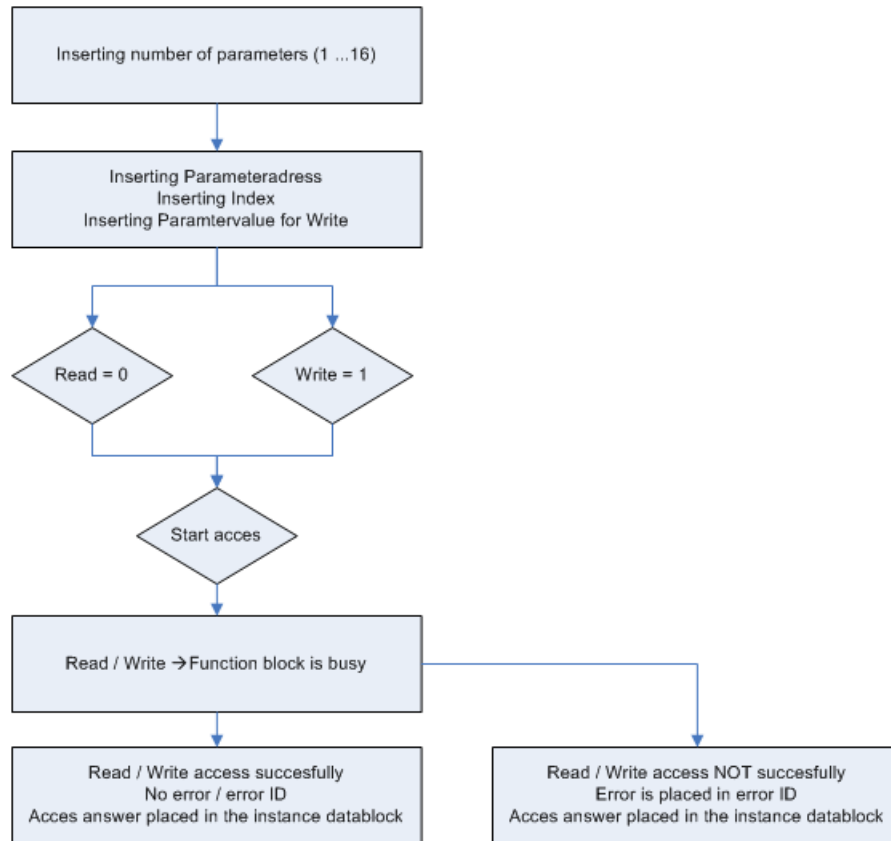 Inserting number of parameters (1 ...16)
Inserting Parameteradress
Inserting Index
Inserting Paramtervalue for Write
Read = 0
Write = 1
Start acces
Read / Write →Function block is busy
Read / Write access succesfully
No error / error ID
Acces answer placed in the instance datablock
Read / Write access NOT succesfully
Error is placed in error ID
Acces answer placed in the instance datablock